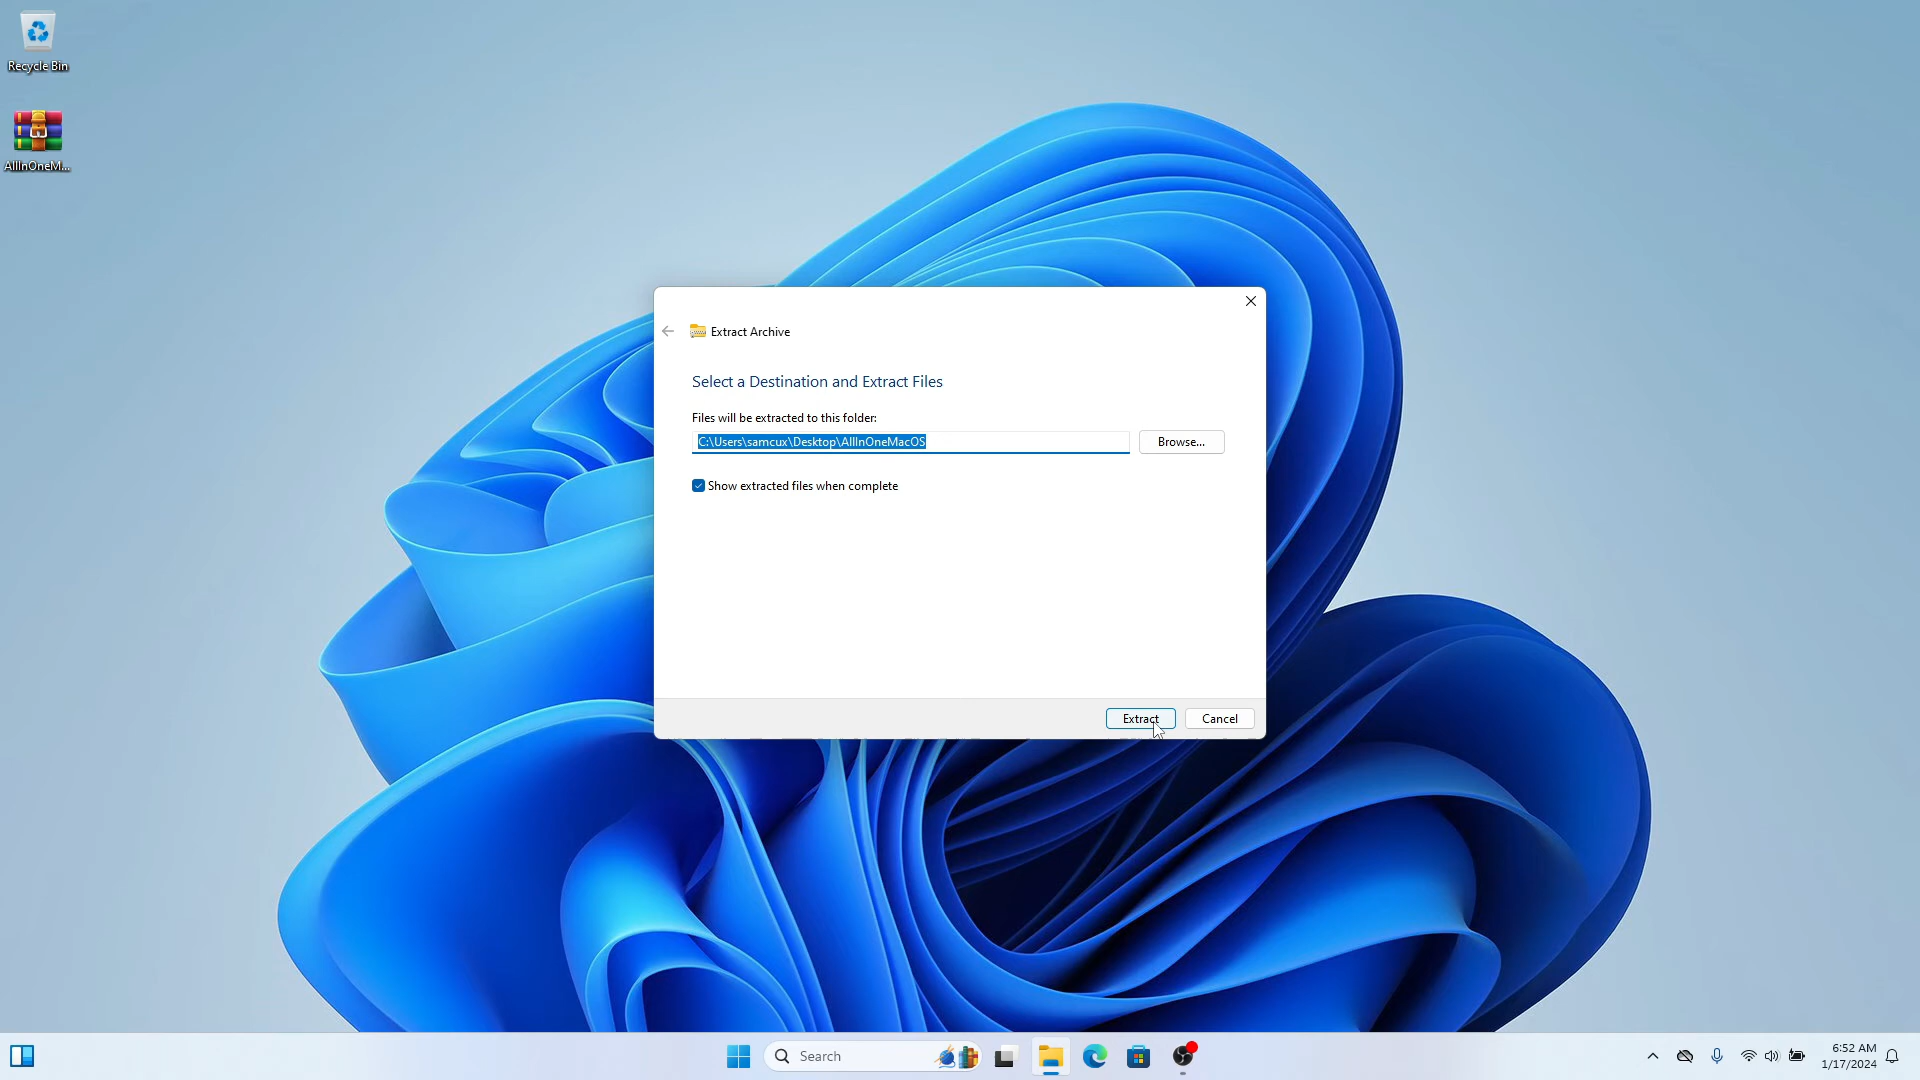 Recycle Bin
AllInOneM...
Extract Archive
Select a Destination and Extract Files
Files will be extracted to this folder:
C:\Users\samcux\Desktop\AllInOneMacOS
Browse...
Show extracted files when complete
Extract
Cancel
Search
6:52 AM
1/17/2024